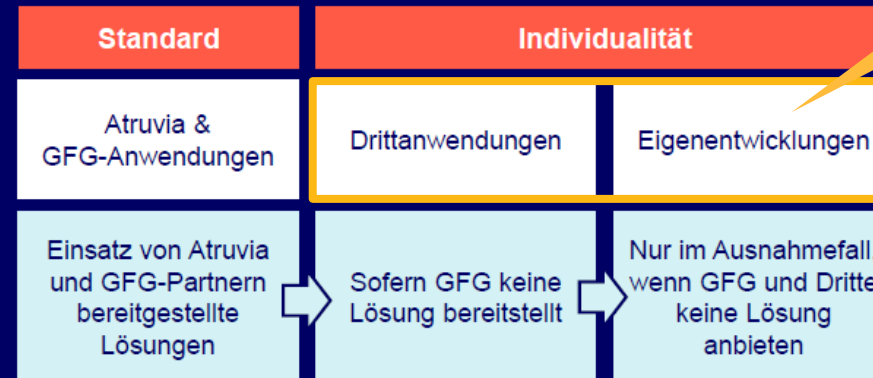 Standard
Individualität
Atruvia &
GFG-Anwendungen
Drittanwendungen
Eigenentwicklungen
Einsatz von Atruvia
und GFG-Partnern
bereitgestellte
Lösungen
Sofern GFG keine
Lösung bereitstellt
Nur im Ausnahmefall,
wenn GFG und Dritte
keine Lösung
anbieten